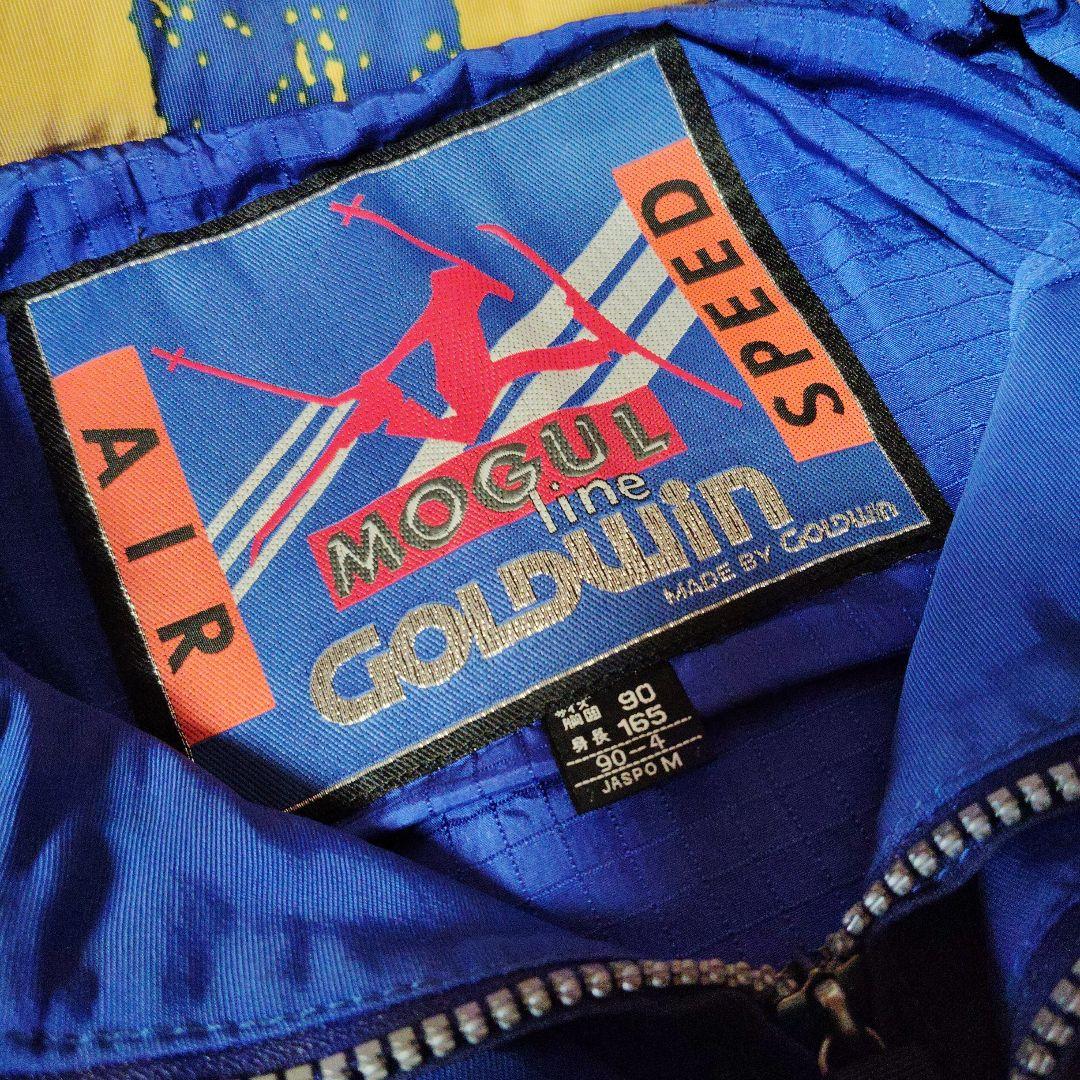 AIR
SPEED
MOGUL
line
GOLDWIN
MADE BY GOLDWIN
サイズ
胸囲 90
身長 165
90-4
JASPO M